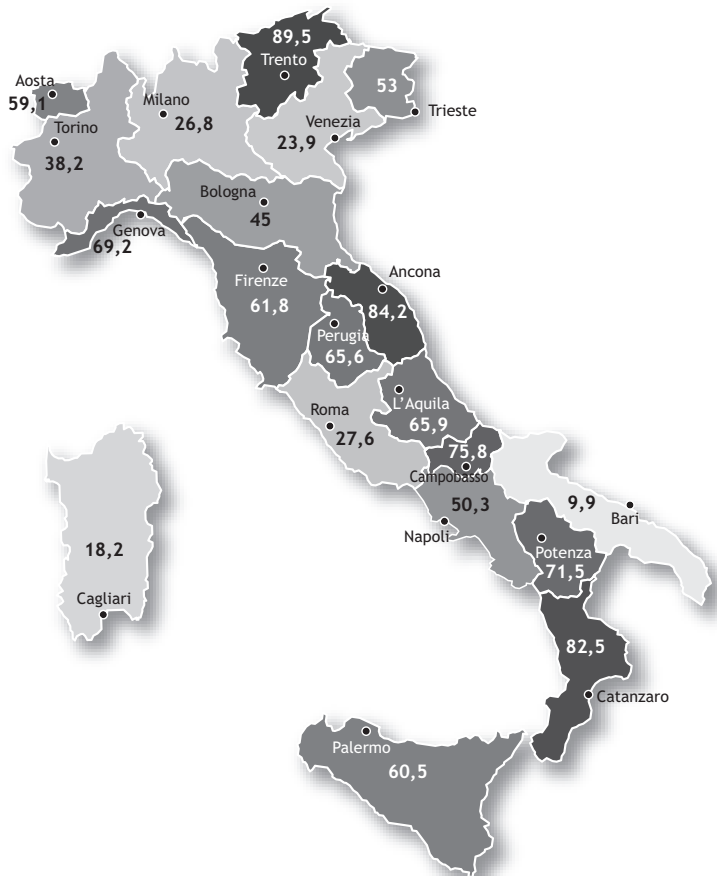 89,5
Trento
Aosta
59,1
53
Milano
26,8
Trieste
Venezia
23,9
Torino
38,2
Bologna
45
Genova
69,2
Firenze
61,8
Ancona
84,2
Perugia
65,6
L'Aquila
65,9
Roma
27,6
75,8
Campobasso
50,3
Napoli
9,9
Bari
Potenza
71,5
18,2
Cagliari
82,5
Catanzaro
Palermo
60,5